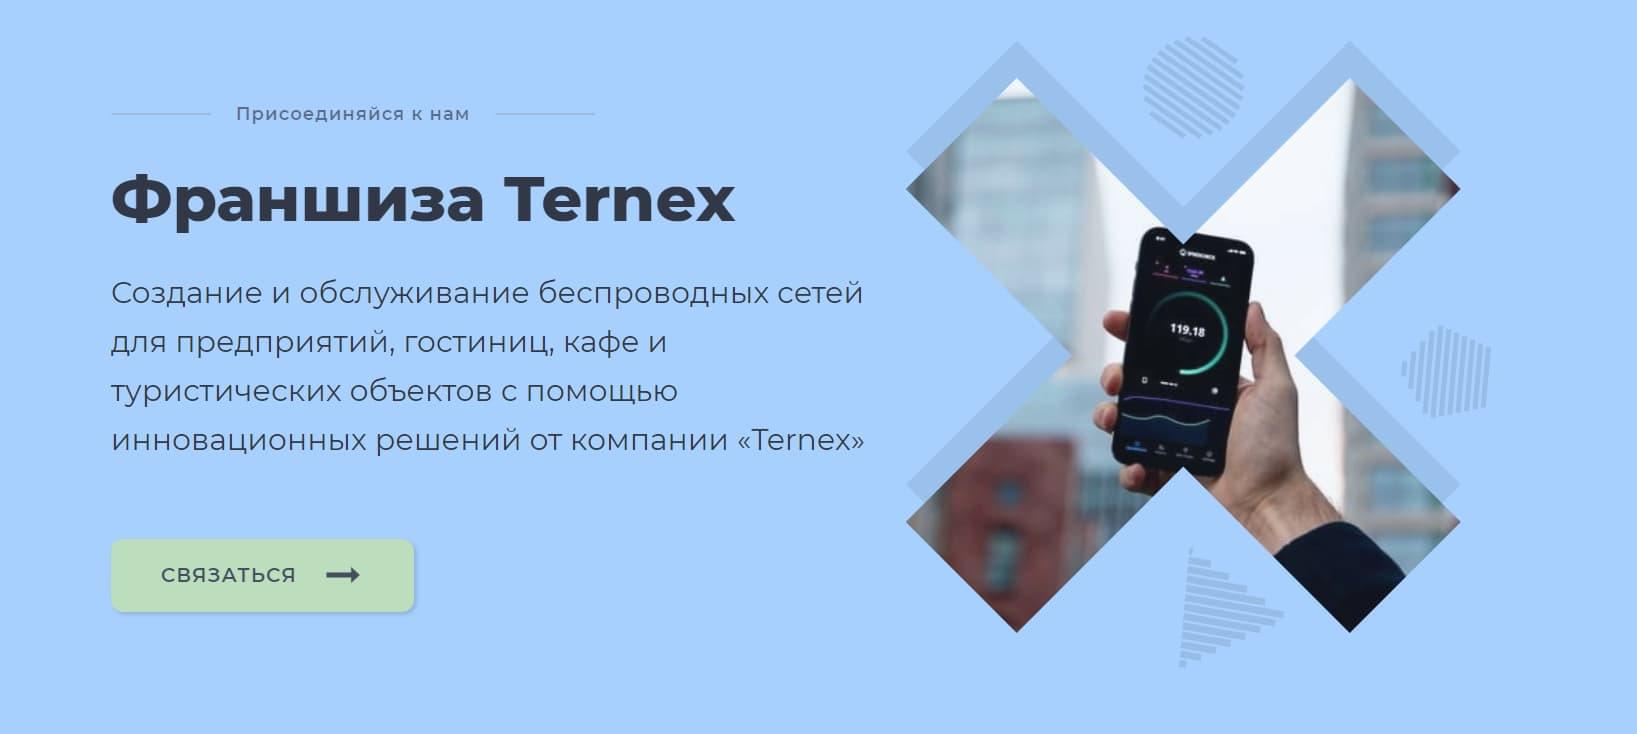 Присоединяйся к нам
Франшиза Ternex
Создание и обслуживание беспроводных сетей
для предприятий, гостиниц, кафе и
туристических объектов с помощью
инновационных решений от компании «Ternex»
СВЯЗАТЬСЯ
119.18